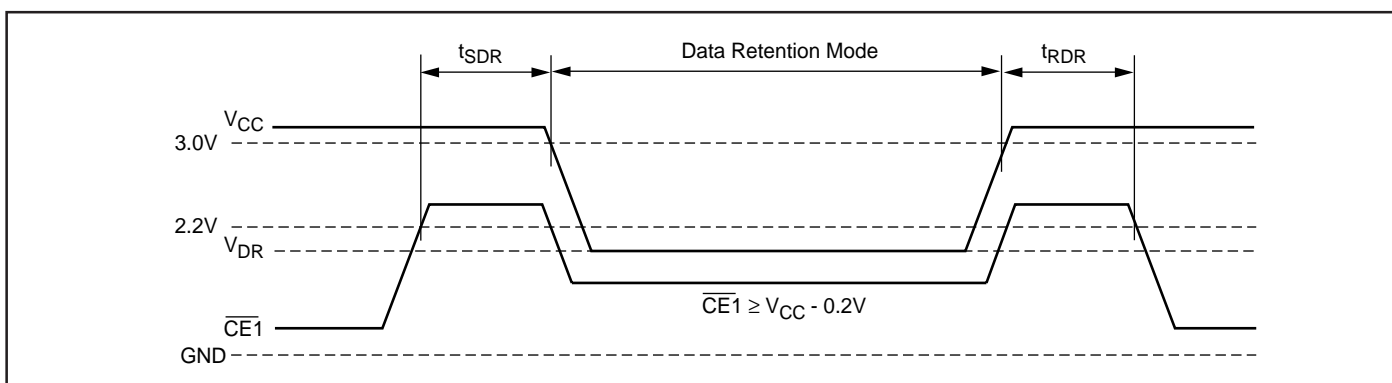 tSDR
Data Retention Mode
tRDR
VCC
3.0V
2.2V
VDR
CE1 ≥ VCC - 0.2V
CE1
GND